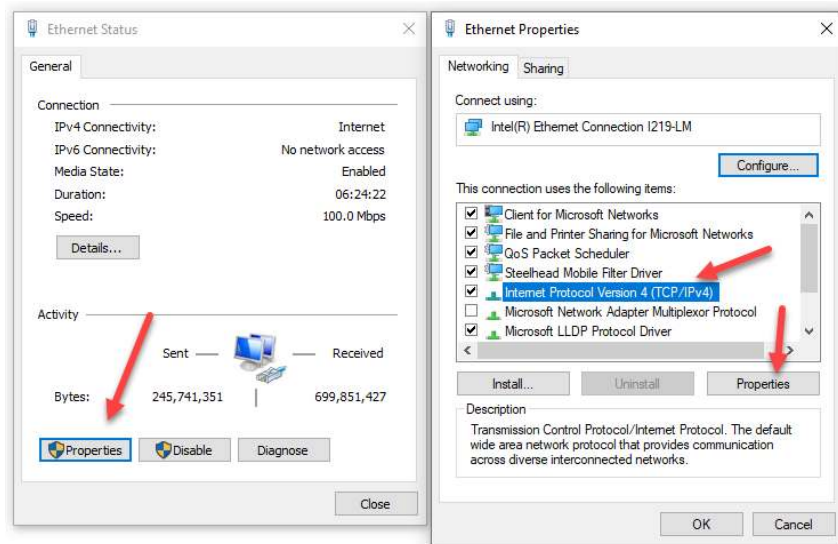 Ethernet Status
General
Connection
IPv4 Connectivity: Internet
IPv6 Connectivity: No network access
Media State: Enabled
Duration: 06:24:22
Speed: 100.0 Mbps
Details...
Activity
Sent — — Received
Bytes: 245,741,351 | 699,851,427
Properties Disable Diagnose
Close
Ethernet Properties
Networking Sharing
Connect using:
Intel(R) Ethernet Connection I219-LM
Configure...
This connection uses the following items:
Client for Microsoft Networks
File and Printer Sharing for Microsoft Networks
QoS Packet Scheduler
Steelhead Mobile Filter Driver
Internet Protocol Version 4 (TCP/IPv4)
Microsoft Network Adapter Multiplexor Protocol
Microsoft LLDP Protocol Driver
Install... Uninstall Properties
Description
Transmission Control Protocol/Internet Protocol. The default
wide area network protocol that provides communication
across diverse interconnected networks.
OK Cancel